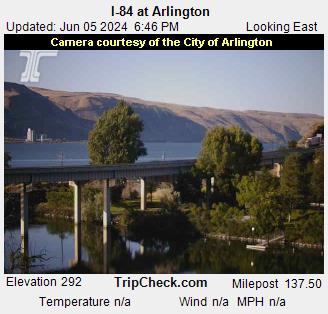 I-84 at Arlington
Updated: Jun 05 2024 6:46 PM Looking East
Camera courtesy of the City of Arlington
Elevation 292 TripCheck.com Milepost 137.50
Temperature n/a Wind n/a MPH n/a